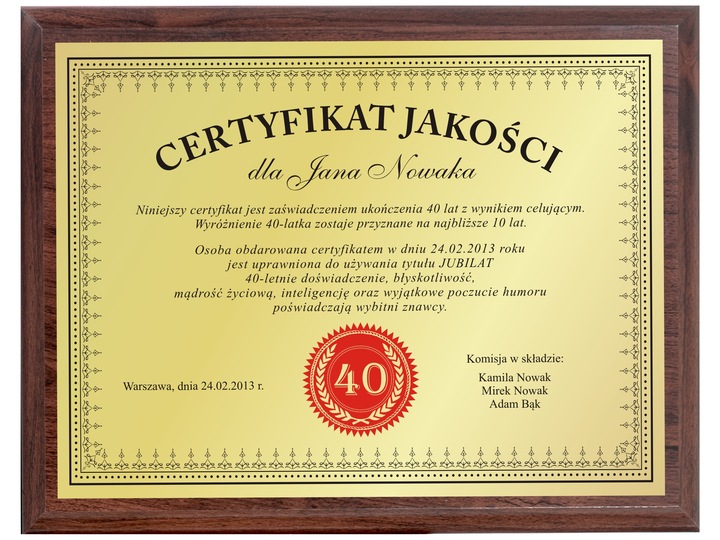 CERTYFIKAT JAKOŚCI
dla Jana Nowaka
Niniejszy certyfikat jest zaświadczeniem ukończenia 40 lat z wynikiem celującym.
Wyróżnienie 40-latka zostaje przyznane na najbliższe 10 lat.
Osoba obdarowana certyfikatem w dniu 24.02.2013 roku
jest uprawniona do używania tytułu JUBILAT
40-letnie doświadczenie, błyskotliwość,
mądrość życiową, inteligencję oraz wyjątkowe poczucie humoru
poświadczają wybitni znawcy.
Warszawa, dnia 24.02.2013 r.
40
Komisja w składzie:
Kamila Nowak
Mirek Nowak
Adam Bąk